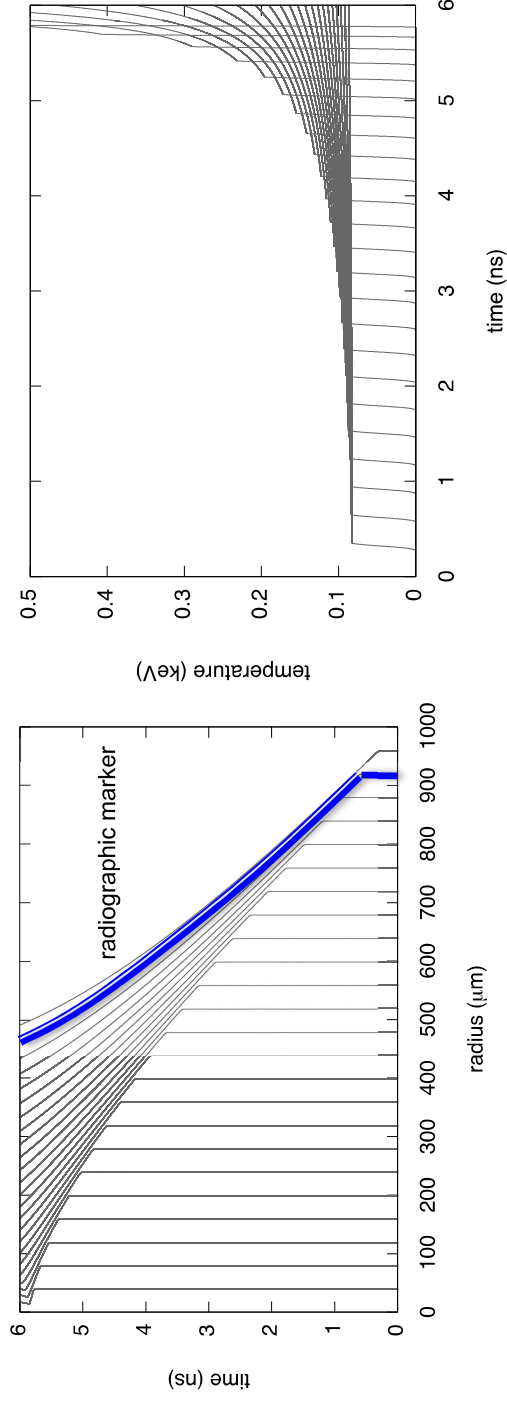 time (ns)
6
5
4
3
2
1
0
radiographic marker
0 100 200 300 400 500 600 700 800 900 1000
radius (μm)
temperature (keV)
0.5
0.4
0.3
0.2
0.1
0
0 1 2 3 4 5 6
time (ns)